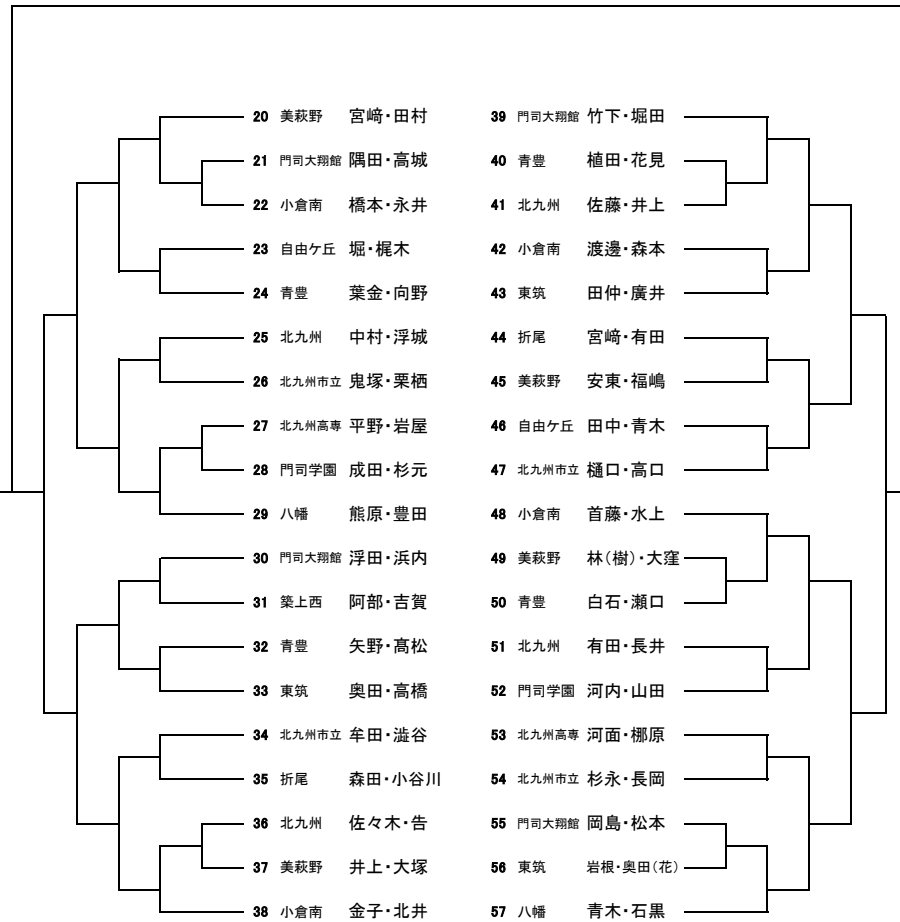 20 美萩野 宮﨑・田村
21 門司大翔館 隅田・高城
22 小倉南 橋本・永井
23 自由ケ丘 堀・梶木
24 青豊 葉金・向野
25 北九州 中村・浮城
26 北九州市立 鬼塚・栗栖
27 北九州高専 平野・岩屋
28 門司学園 成田・杉元
29 八幡 熊原・豊田
30 門司大翔館 浮田・浜内
31 築上西 阿部・吉賀
32 青豊 矢野・髙松
33 東筑 奥田・高橋
34 北九州市立 牟田・澁谷
35 折尾 森田・小谷川
36 北九州 佐々木・告
37 美萩野 井上・大塚
38 小倉南 金子・北井
39 門司大翔館 竹下・堀田
40 青豊 植田・花見
41 北九州 佐藤・井上
42 小倉南 渡邊・森本
43 東筑 田仲・廣井
44 折尾 宮﨑・有田
45 美萩野 安東・福嶋
46 自由ケ丘 田中・青木
47 北九州市立 樋口・高口
48 小倉南 首藤・水上
49 美萩野 林(樹)・大窪
50 青豊 白石・瀬口
51 北九州 有田・長井
52 門司学園 河内・山田
53 北九州高専 河面・梛原
54 北九州市立 杉永・長岡
55 門司大翔館 岡島・松本
56 東筑 岩根・奥田(花)
57 八幡 青木・石黒